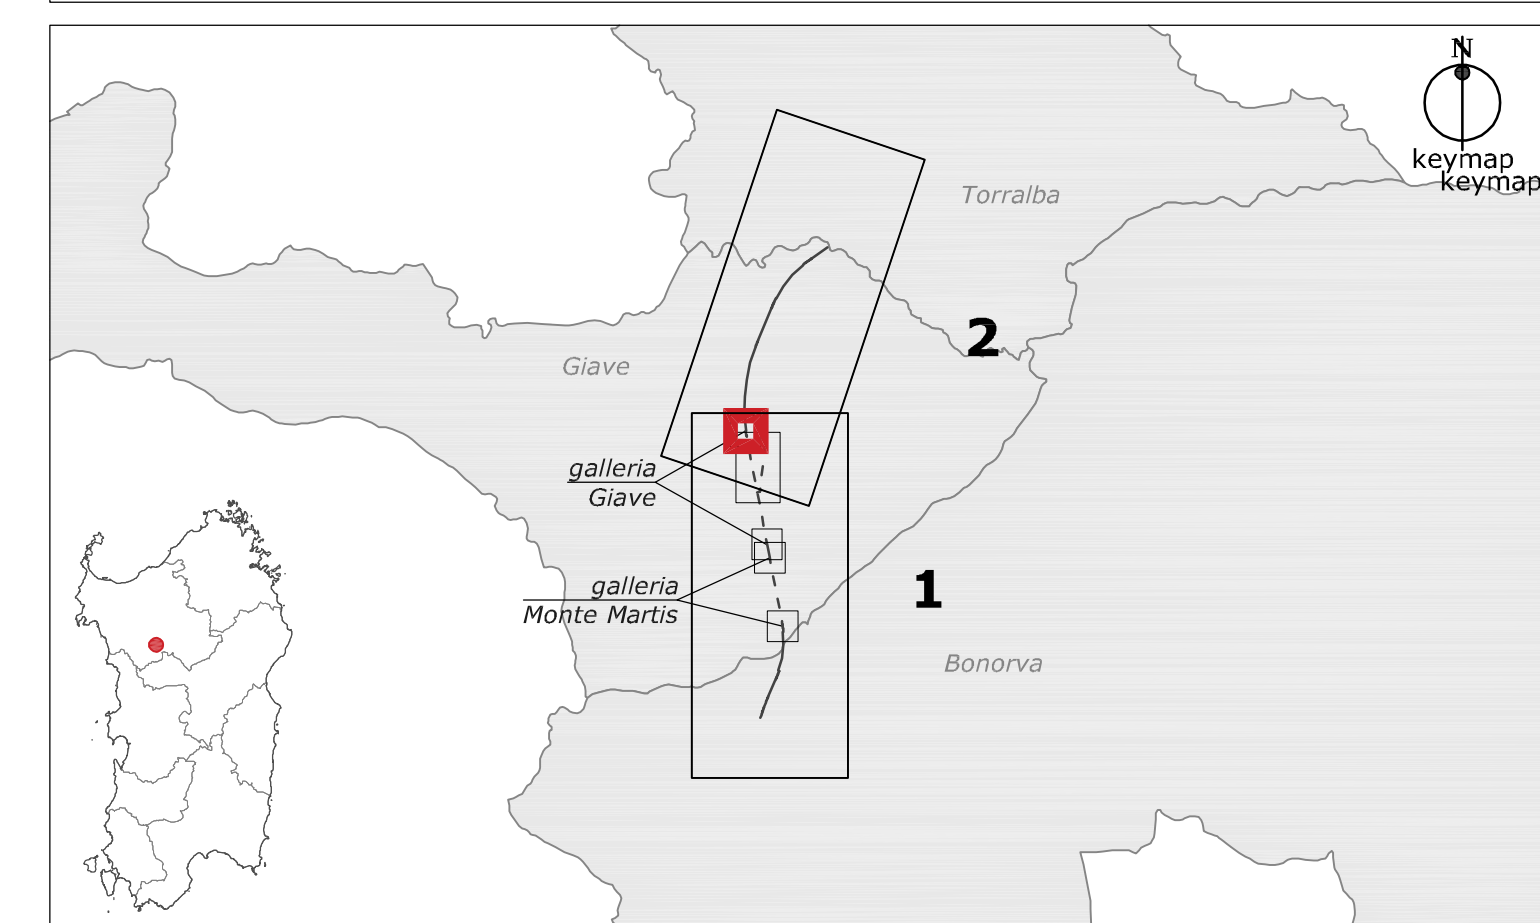 N
keymap
keymap
Torralba
2
Giave
galleria
Giave
galleria
Monte Martis
1
Bonorva